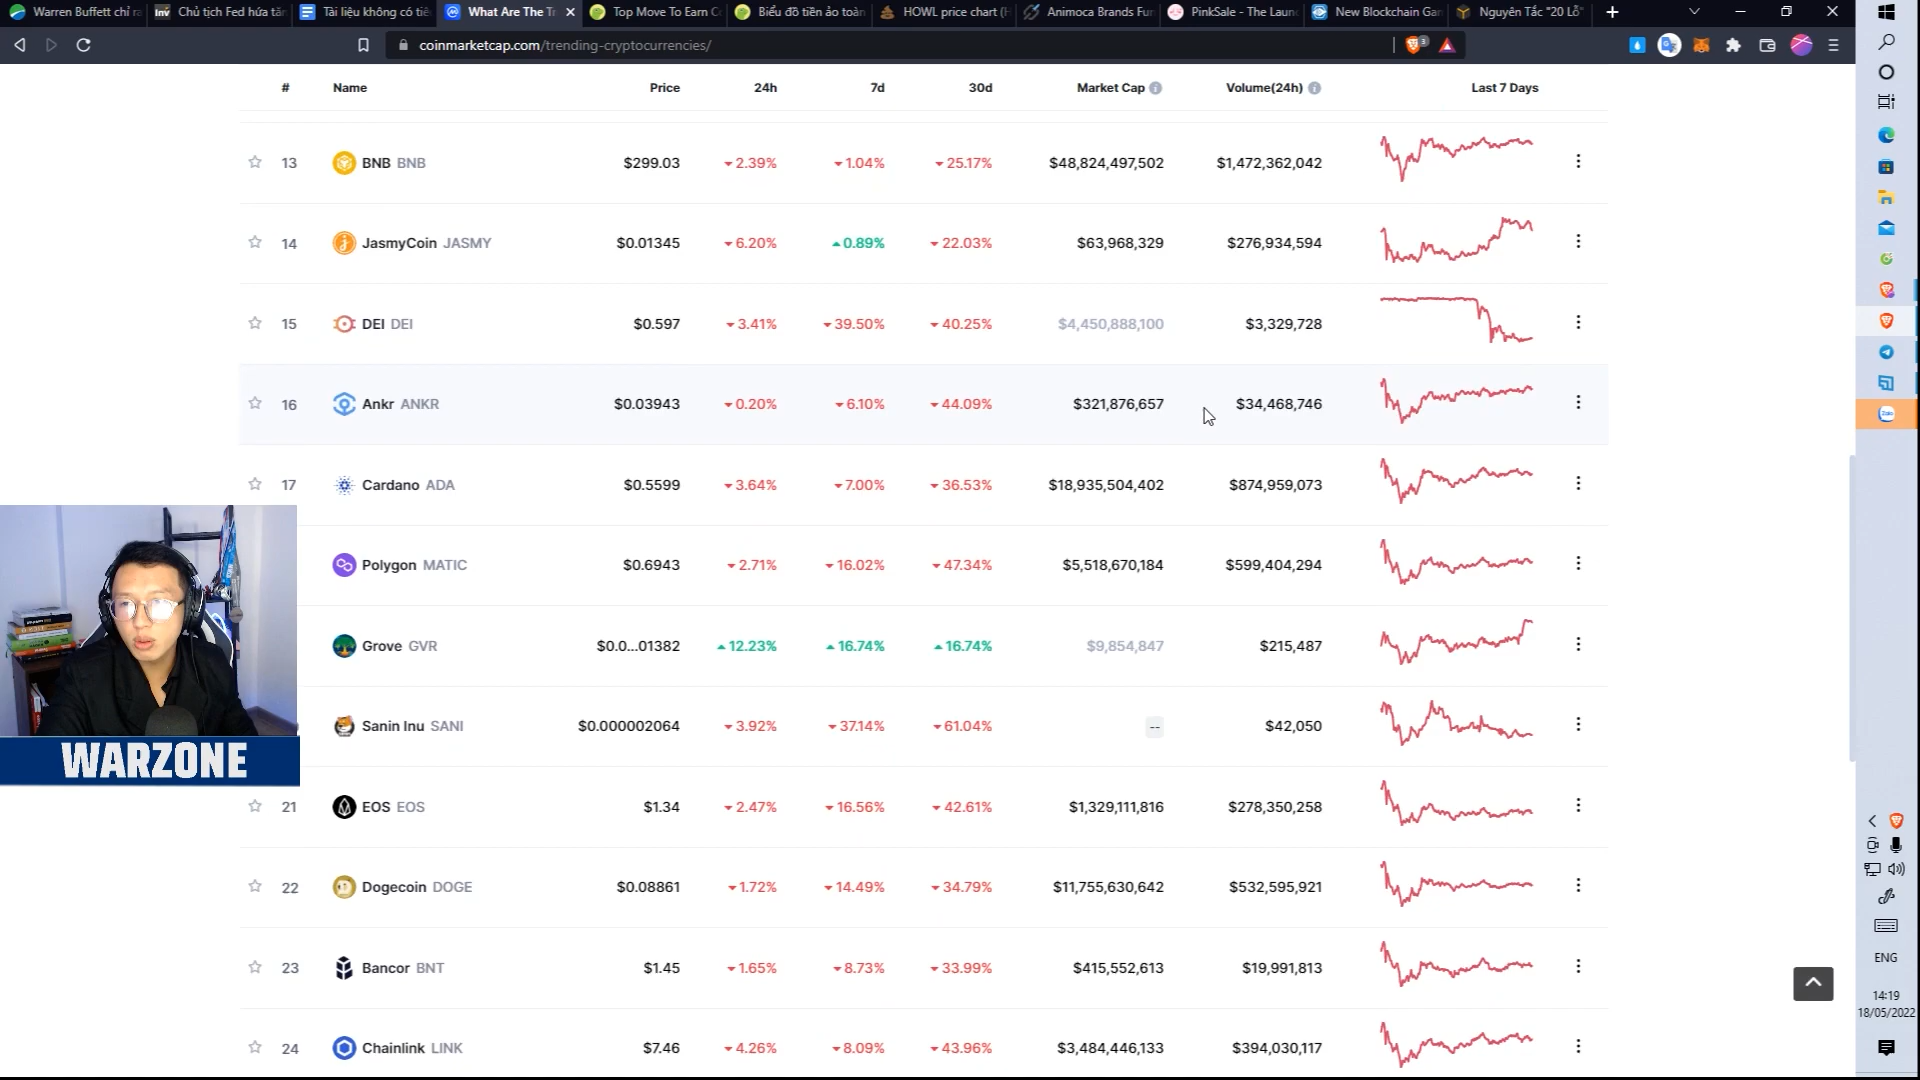 Warren Buffett chỉ ra
Chủ tịch Fed hứa tăn
Tài liệu không có tiê
What Are The Tr
Top Move To Earn C
Biểu đồ tiền ảo toàn
HOWL price chart (H
Animoca Brands Fun
PinkSale - The Laun
New Blockchain Gan
Nguyên Tắc "20 Lỗ"
coinmarketcap.com/trending-cryptocurrencies/
# Name Price 24h 7d 30d Market Cap Volume(24h) Last 7 Days
13 BNB BNB $299.03 2.39% 1.04% 25.17% $48,824,497,502 $1,472,362,042
14 JasmyCoin JASMY $0.01345 6.20% 0.89% 22.03% $63,968,329 $276,934,594
15 DEI DEI $0.597 3.41% 39.50% 40.25% $4,450,888,100 $3,329,728
16 Ankr ANKR $0.03943 0.20% 6.10% 44.09% $321,876,657 $34,468,746
17 Cardano ADA $0.5599 3.64% 7.00% 36.53% $18,935,504,402 $874,959,073
Polygon MATIC $0.6943 2.71% 16.02% 47.34% $5,518,670,184 $599,404,294
Grove GVR $0.0...01382 12.23% 16.74% 16.74% $9,854,847 $215,487
Sanin Inu SANI $0.000002064 3.92% 37.14% 61.04% -- $42,050
WARZONE
21 EOS EOS $1.34 2.47% 16.56% 42.61% $1,329,111,816 $278,350,258
22 Dogecoin DOGE $0.08861 1.72% 14.49% 34.79% $11,755,630,642 $532,595,921
23 Bancor BNT $1.45 1.65% 8.73% 33.99% $415,552,613 $19,991,813
24 Chainlink LINK $7.46 4.26% 8.09% 43.96% $3,484,446,133 $394,030,117
ENG
14:19
18/05/2022